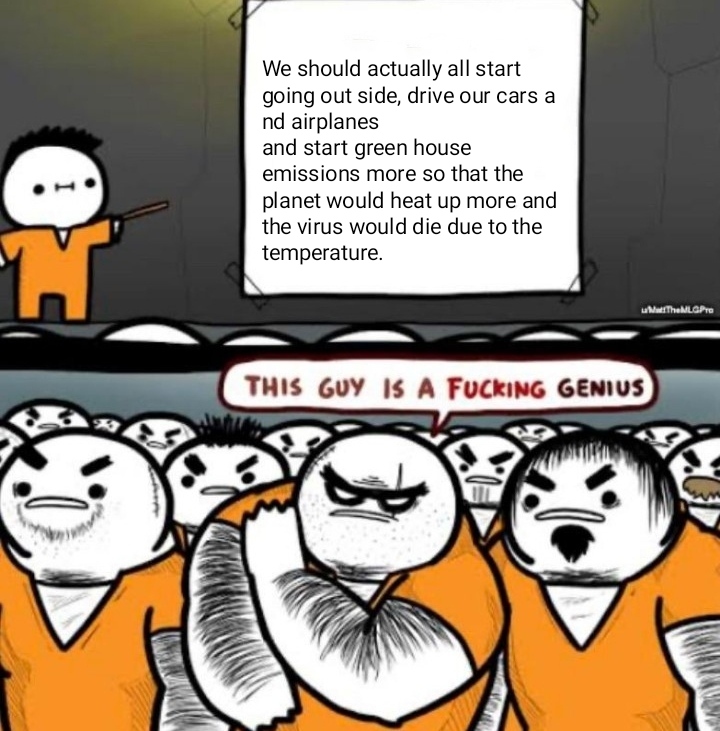 We should actually all start
going out side, drive our cars a
nd airplanes
and start green house
emissions more so that the
planet would heat up more and
the virus would die due to the
temperature.
u/MattTheMLGPro
THIS GUY IS A FUCKING GENIUS